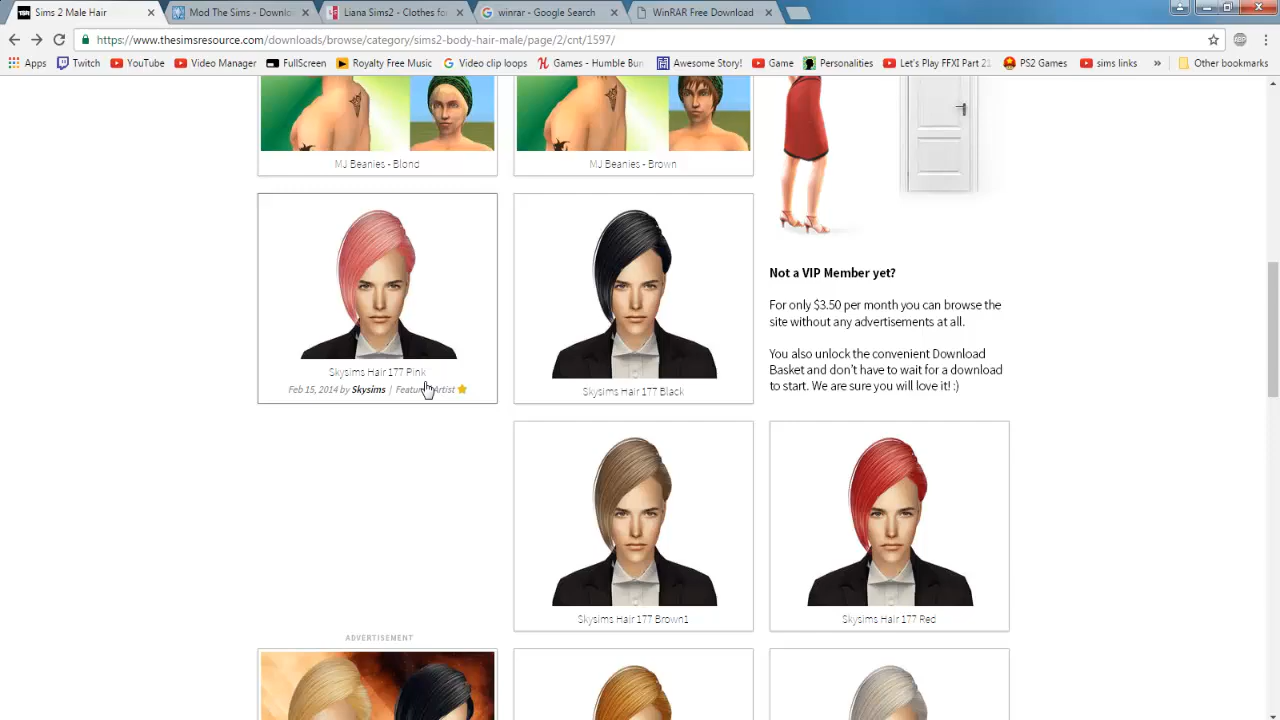 Sims 2 Male Hair
Mod The Sims - Downlo
Liana Sims2 - Clothes for
winrar - Google Search
WinRAR Free Download
https://www.thesimsresource.com/downloads/browse/category/sims2-body-hair-male/page/2/cnt/1597/
Apps
Twitch
YouTube
Video Manager
FullScreen
Royalty Free Music
Video clip loops
Games - Humble Bun
Awesome Story!
Game
Personalities
Let's Play FFXI Part 21
PS2 Games
sims links
»
Other bookmarks
MJ Beanies - Blond
MJ Beanies - Brown
Not a VIP Member yet?
For only $3.50 per month you can browse the
site without any advertisements at all.
You also unlock the convenient Download
Basket and don't have to wait for a download
to start. We are sure you will love it! :)
Skysims Hair 177 Pink
Feb 15, 2014 by Skysims | Featured Artist
Skysims Hair 177 Black
Skysims Hair 177 Brown1
Skysims Hair 177 Red
ADVERTISEMENT